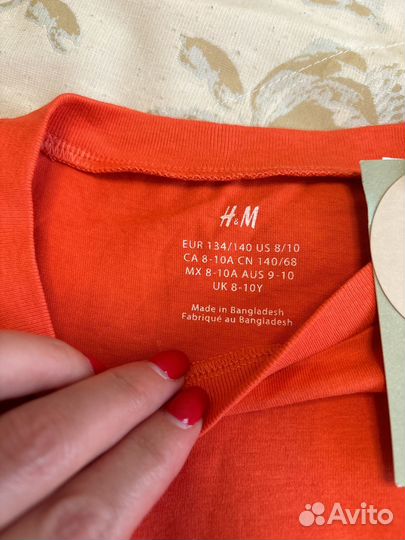 H&M
EUR 134/140 US 8/10
CA 8-10A CN 140/68
MX 8-10A AUS 9-10
UK 8-10Y
Made in Bangladesh
Fabriqué au Bangladesh
Avito